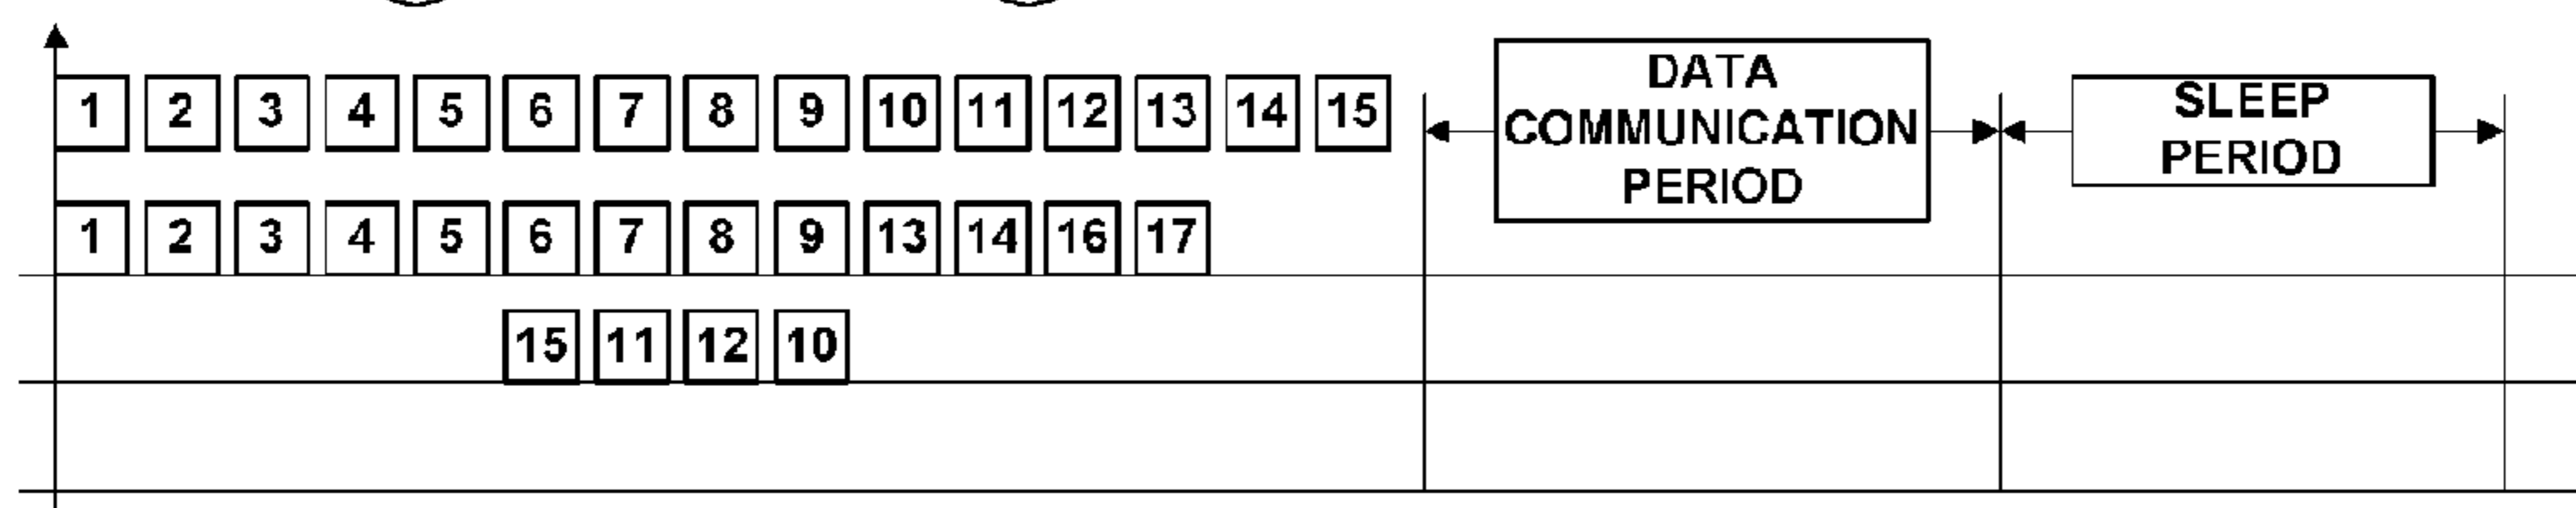 1 2 3 4 5 6 7 8 9 10 11 12 13 14 15
DATA
COMMUNICATION
PERIOD
SLEEP
PERIOD
1 2 3 4 5 6 7 8 9 13 14 16 17
15 11 12 10